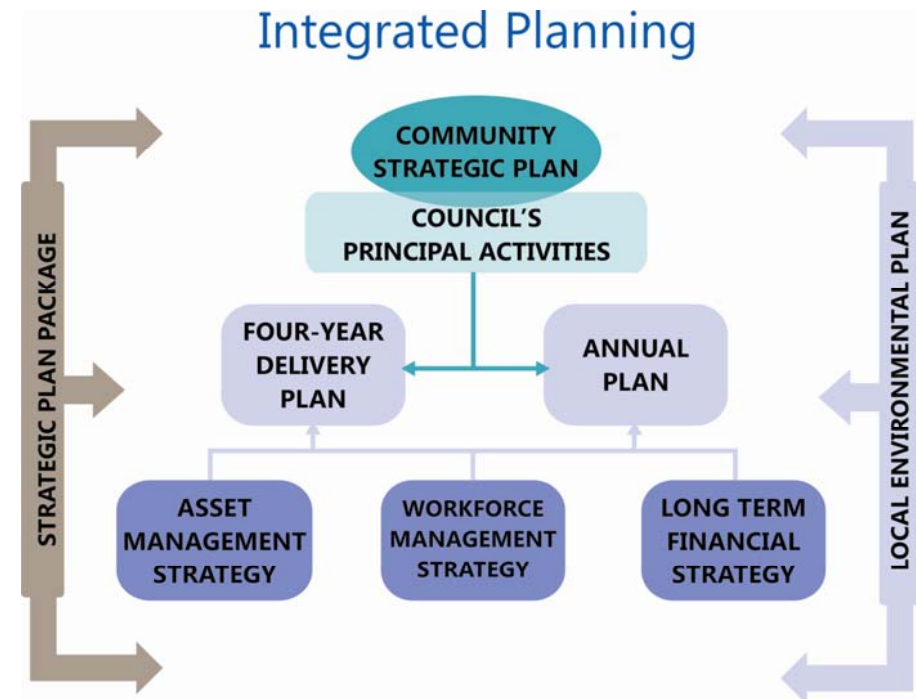 Integrated Planning
COMMUNITY
STRATEGIC PLAN
COUNCIL'S
PRINCIPAL ACTIVITIES
FOUR-YEAR
DELIVERY
PLAN
ANNUAL
PLAN
ASSET
MANAGEMENT
STRATEGY
WORKFORCE
MANAGEMENT
STRATEGY
LONG TERM
FINANCIAL
STRATEGY
STRATEGIC PLAN PACKAGE
LOCAL ENVIRONMENTAL PLAN